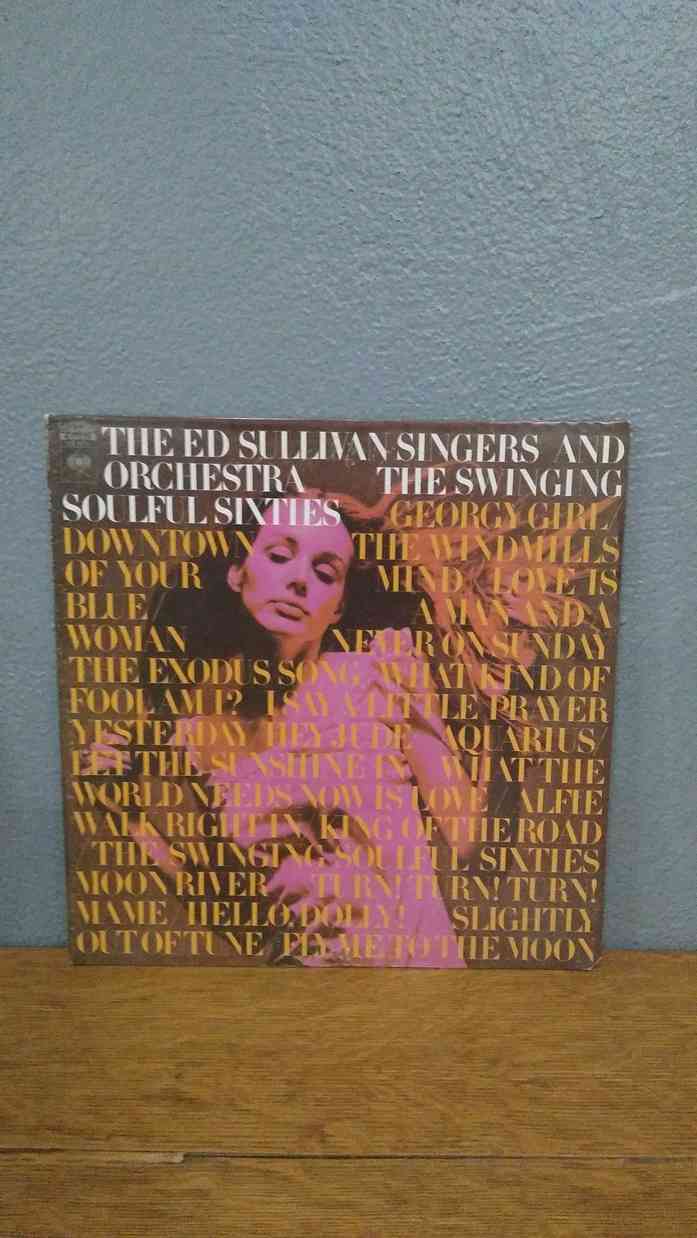 THE ED SULLIVAN SINGERS AND
ORCHESTRA THE SWINGING
SOULFUL SIXTIES GEORGY GIRL/
DOWNTOWN THE WINDMILLS
OF YOUR MIND LOVE IS
BLUE A MAN AND A
WOMAN NEVER ON SUNDAY
THE EXODUS SONG WHAT KIND OF
FOOL AM I? I SAY A LITTLE PRAYER
YESTERDAY HEY JUDE AQUARIUS/
LET THE SUNSHINE IN WHAT THE
WORLD NEEDS NOW IS LOVE ALFIE
WALK RIGHT IN KING OF THE ROAD
THE SWINGING SOULFUL SIXTIES
MOON RIVER TURN! TURN! TURN!
MAME HELLO, DOLLY! SLIGHTLY
OUT OF TUNE FLY ME TO THE MOON